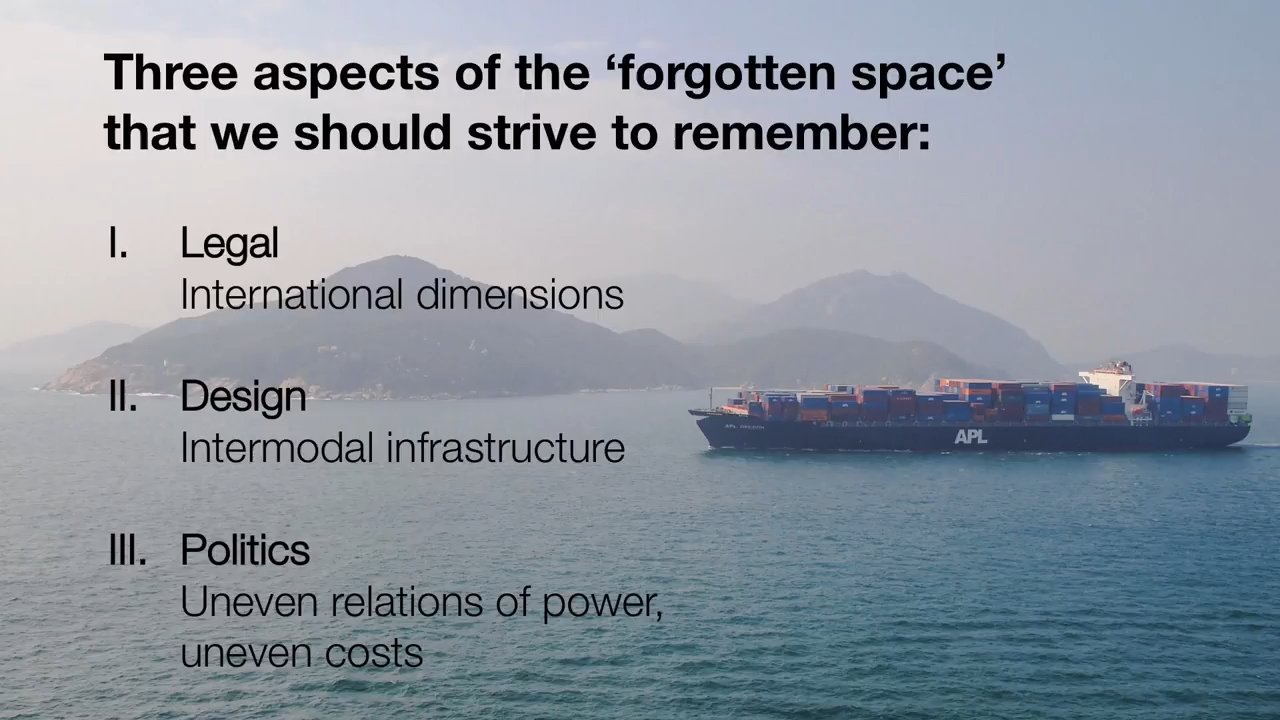 Three aspects of the ‘forgotten space’
that we should strive to remember:
I. Legal
International dimensions
II. Design
Intermodal infrastructure
III. Politics
Uneven relations of power,
uneven costs
APL